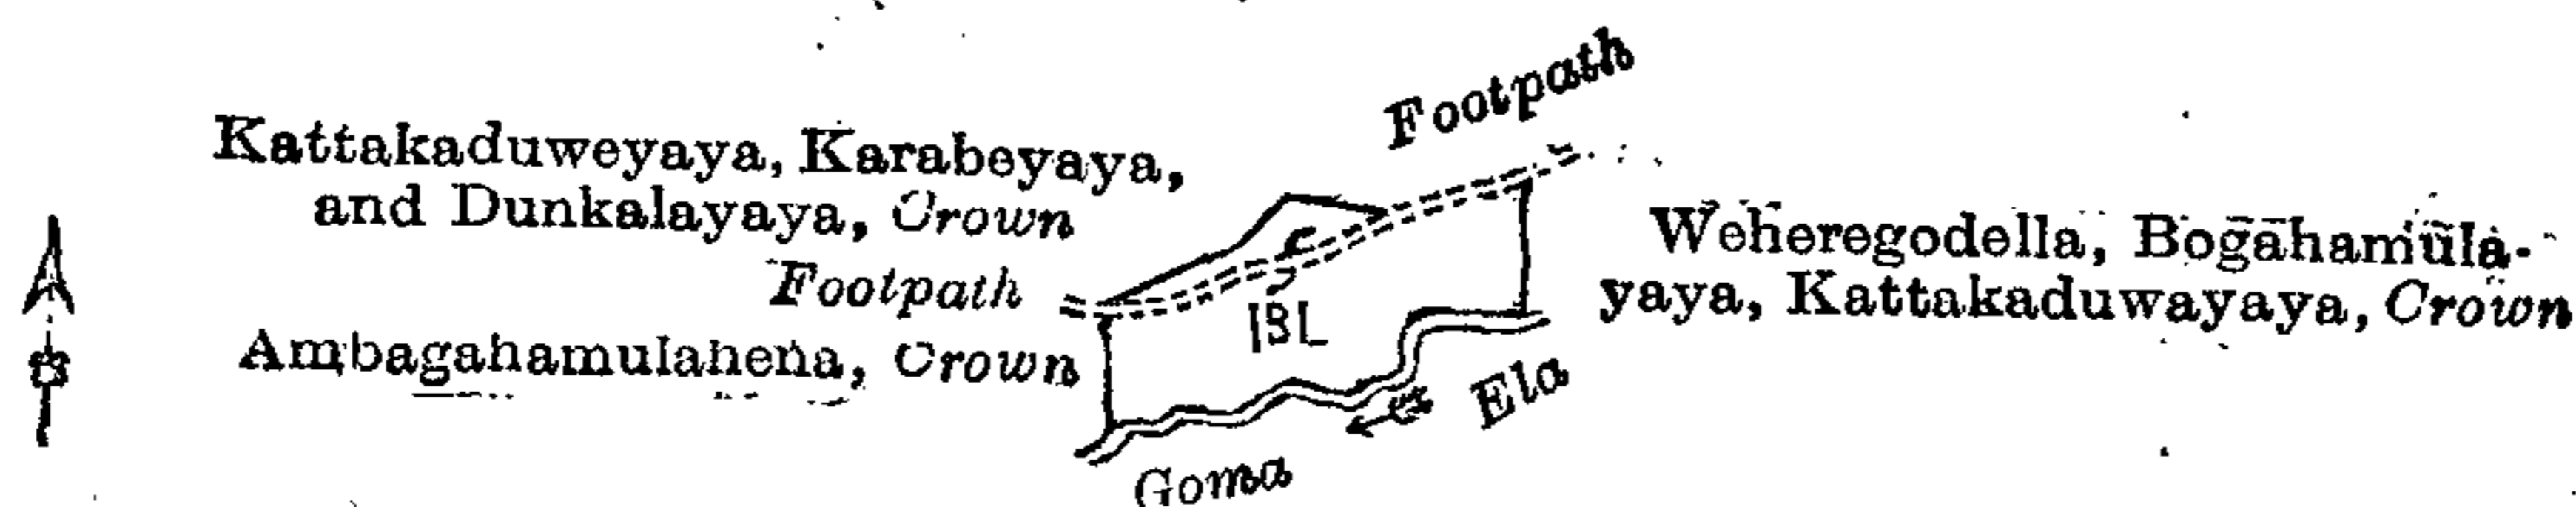 Footpath
Kattakaduweyaya, Karabeyaya,
and Dunkalayaya, Crown
Weheregodella, Bogahamula-
yaya, Kattakaduwayaya, Crown
Footpath
13L
Ambagahamulahena, Crown
Ela
Goma